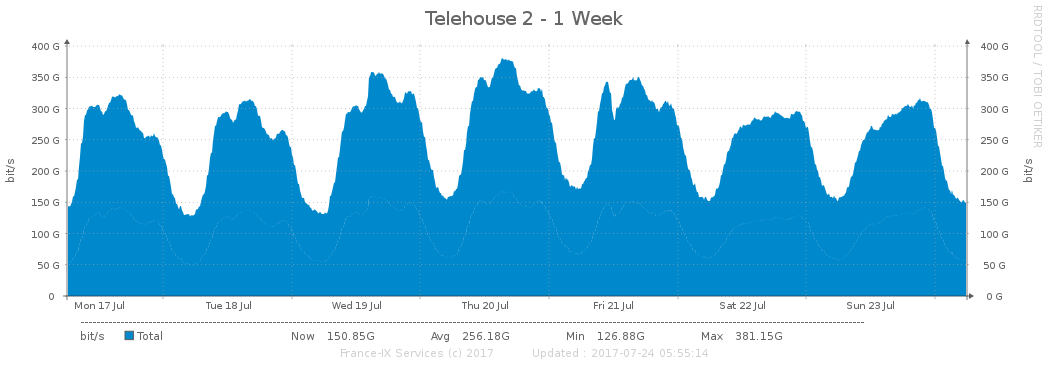 Telehouse 2 - 1 Week
RRDTOOL / TOBI OETIKER
bit/s
400 G
350 G
300 G
250 G
200 G
150 G
100 G
50 G
0
400 G
350 G
300 G
250 G
200 G
150 G
100 G
50 G
0 G
bit/s
Mon 17 Jul Tue 18 Jul Wed 19 Jul Thu 20 Jul Fri 21 Jul Sat 22 Jul Sun 23 Jul
bit/s Total Now 150.85G Avg 256.18G Min 126.88G Max 381.15G
France-IX Services (c) 2017 Updated : 2017-07-24 05:55:14